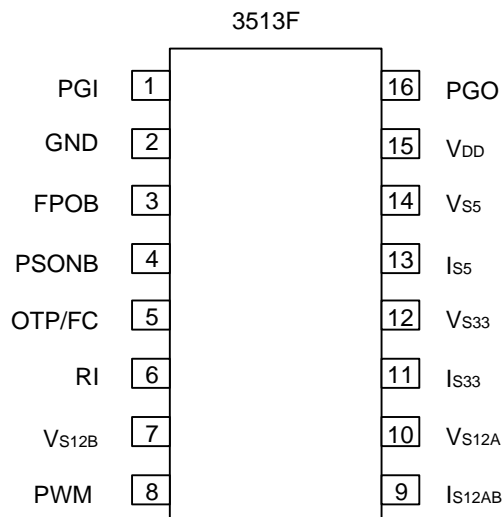 3513F
PGI 1 16 PGO
GND 2 15 VDD
FPOB 3 14 VS5
PSONB 4 13 IS5
OTP/FC 5 12 VS33
RI 6 11 IS33
VS12B 7 10 VS12A
PWM 8 9 IS12AB